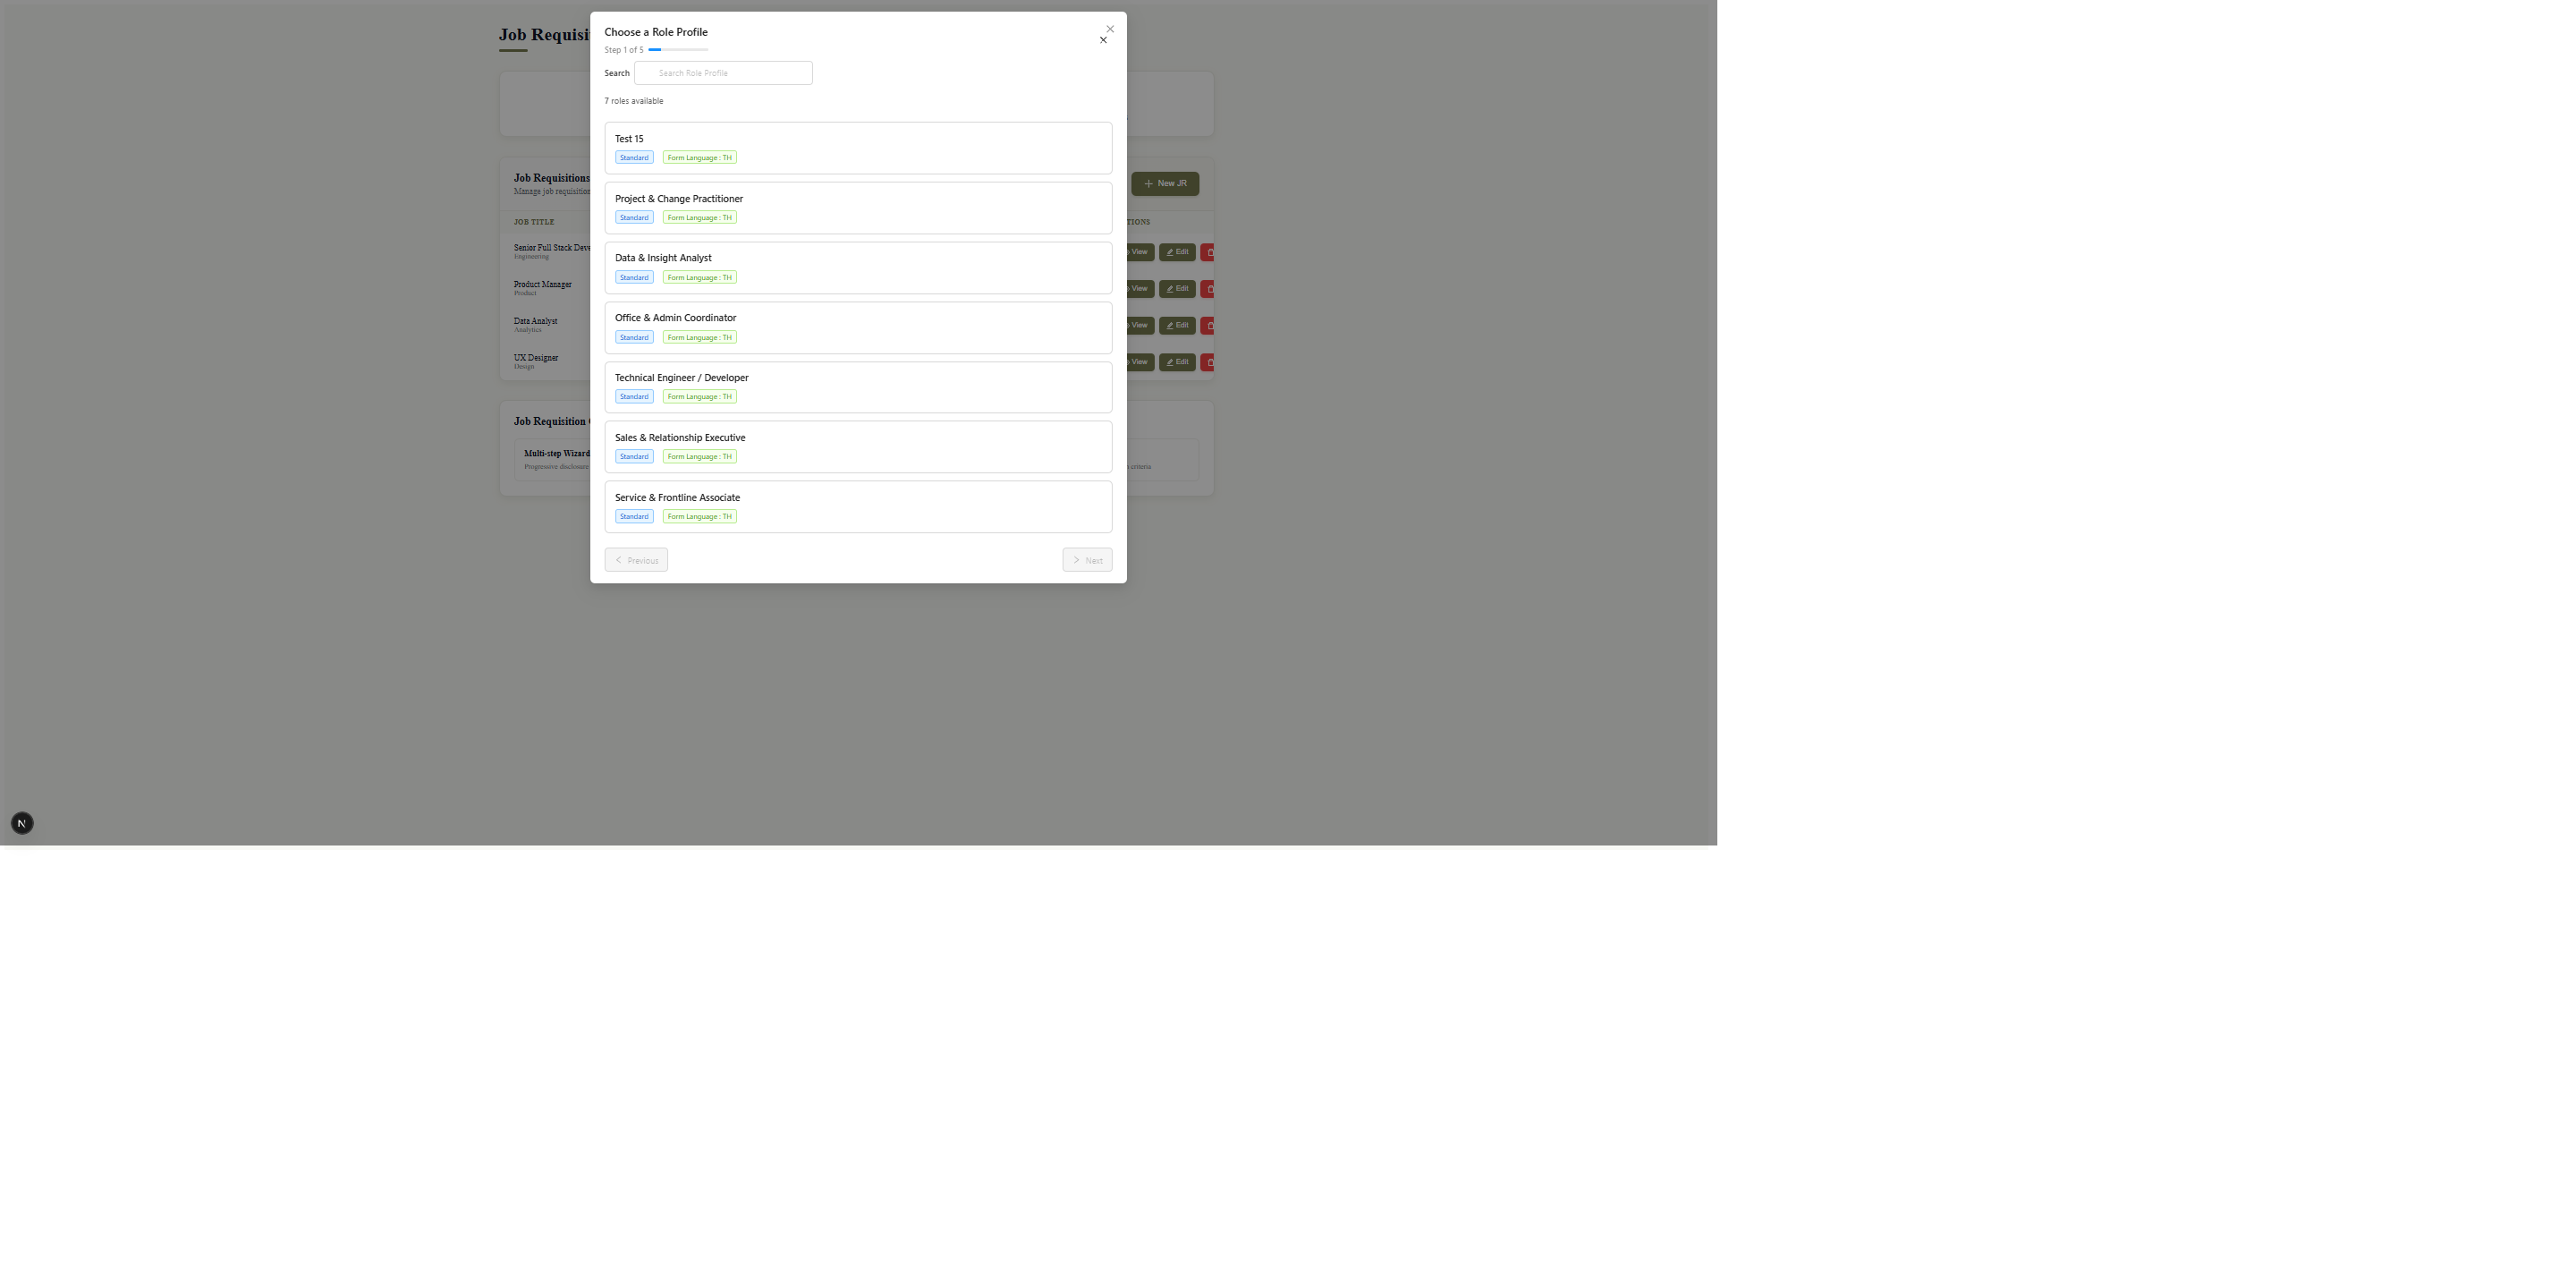 Job Requisi
Choose a Role Profile
Step 1 of 5
Search
Search Role Profile
7 roles available
Test 15
Standard
Form Language : TH
Project & Change Practitioner
Standard
Form Language : TH
Data & Insight Analyst
Standard
Form Language : TH
Office & Admin Coordinator
Standard
Form Language : TH
Technical Engineer / Developer
Standard
Form Language : TH
Sales & Relationship Executive
Standard
Form Language : TH
Service & Frontline Associate
Standard
Form Language : TH
Previous
Next
Job Requisitions
Manage job requisition
New JR
JOB TITLE
TIONS
Senior Full Stack Deve
Engineering
View
Edit
Product Manager
Product
View
Edit
Data Analyst
Analytics
View
Edit
UX Designer
Design
View
Edit
Job Requisition
Multi-step Wizard
Progressive disclosure
criteria
N